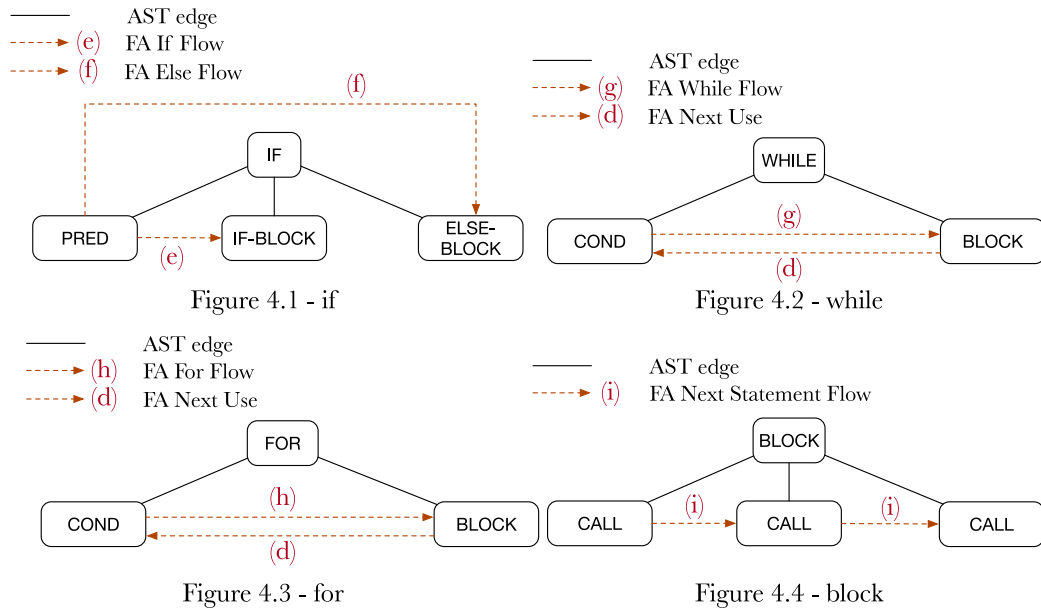 AST edge
(e) FA If Flow
(f) FA Else Flow
(f)
IF
PRED
IF-BLOCK
ELSE-
BLOCK
(e)
Figure 4.1 - if
AST edge
(g) FA While Flow
(d) FA Next Use
WHILE
COND
(g)
BLOCK
(d)
Figure 4.2 - while
AST edge
(h) FA For Flow
(d) FA Next Use
FOR
COND
(h)
BLOCK
(d)
Figure 4.3 - for
AST edge
(i) FA Next Statement Flow
BLOCK
CALL
(i)
CALL
(i)
CALL
Figure 4.4 - block